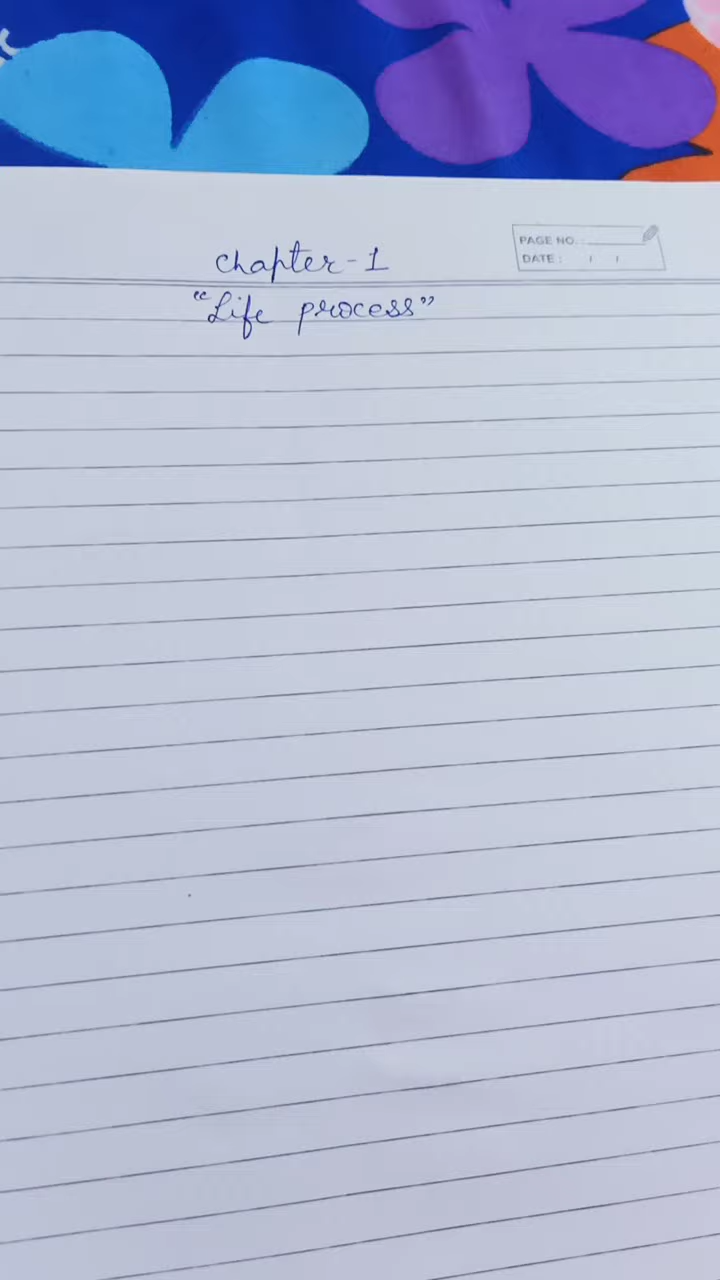 chapter-1
PAGE NO.
DATE : / /
"Life process"